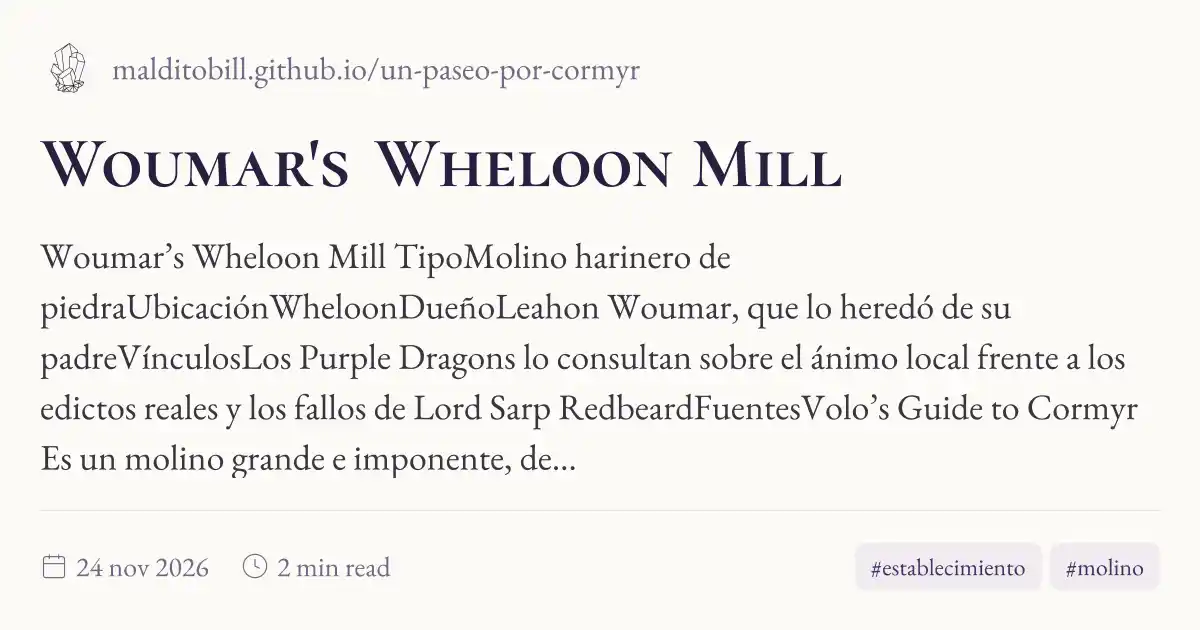 malditobill.github.io/un-paseo-por-cormyr
Woumar's Wheloon Mill
Woumar’s Wheloon Mill TipoMolino harinero de
piedraUbicaciónWheloonDueñoLeahon Woumar, que lo heredó de su
padreVínculosLos Purple Dragons lo consultan sobre el ánimo local frente a los
edictos reales y los fallos de Lord Sarp RedbeardFuentesVolo’s Guide to Cormyr
Es un molino grande e imponente, de...
24 nov 2026 2 min read #establecimiento #molino